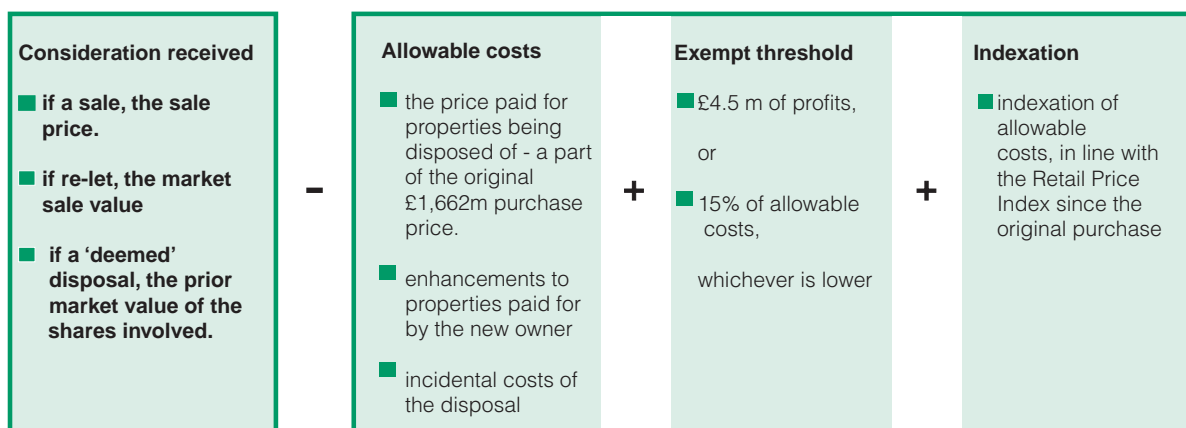 Consideration received
if a sale, the sale
price.
if re-let, the market
sale value
if a ‘deemed’
disposal, the prior
market value of the
shares involved.
-
Allowable costs
the price paid for
properties being
disposed of - a part
of the original
£1,662m purchase
price.
enhancements to
properties paid for
by the new owner
incidental costs of
the disposal
+
Exempt threshold
£4.5 m of profits,
or
15% of allowable
costs,
whichever is lower
+
Indexation
indexation of
allowable
costs, in line with
the Retail Price
Index since the
original purchase